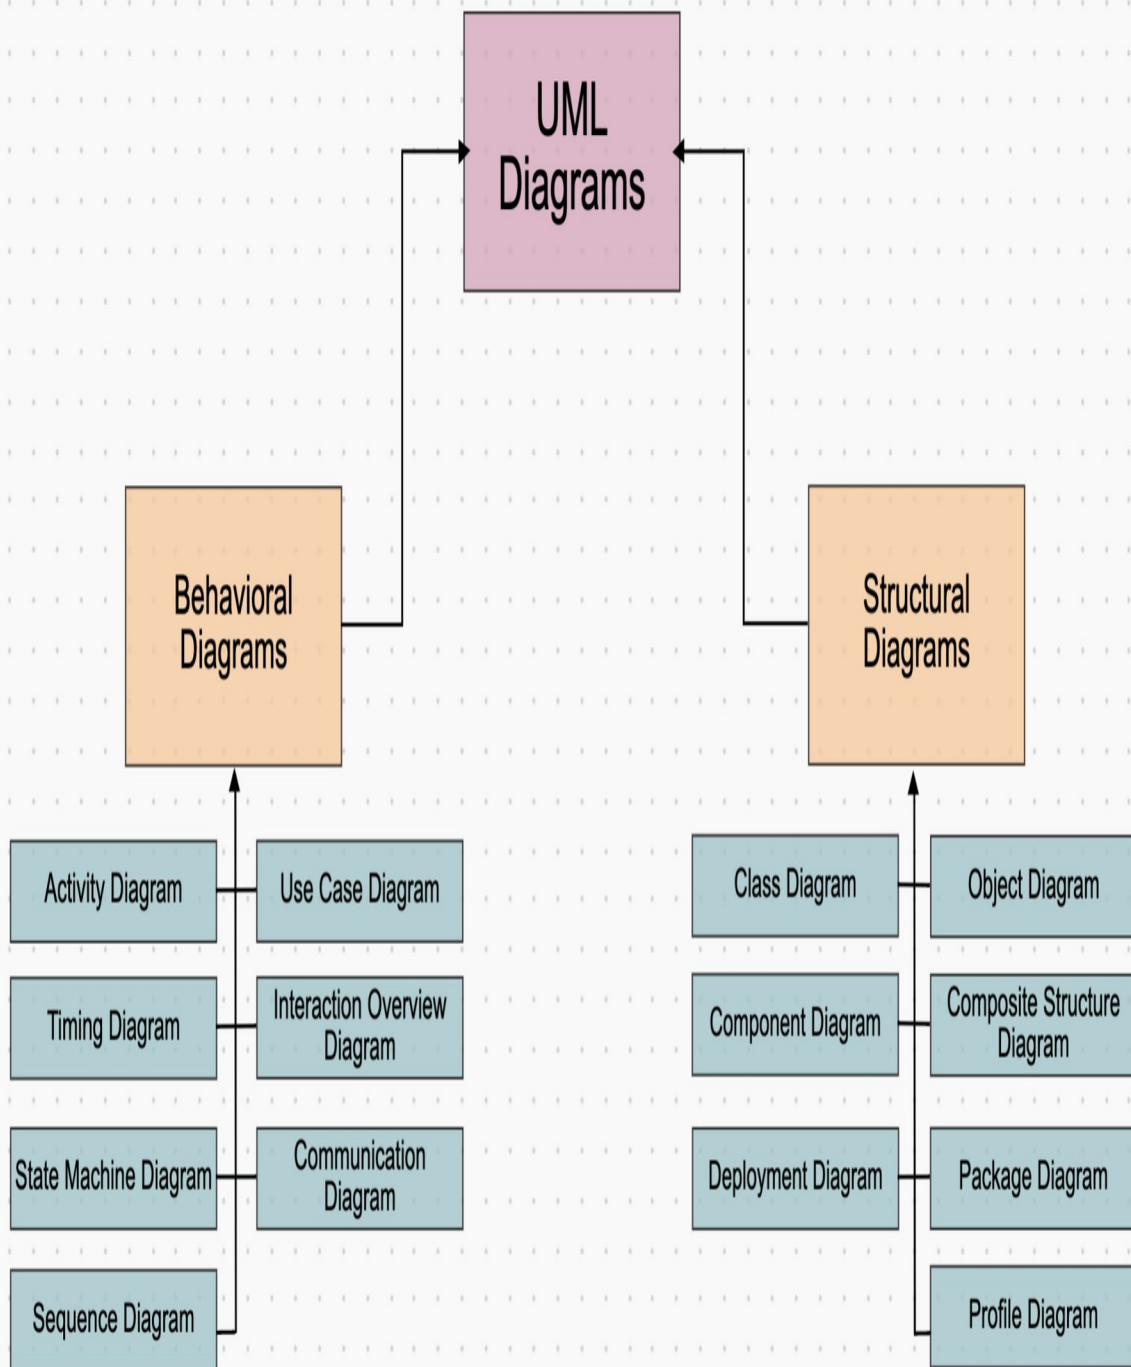 UML
Diagrams
Behavioral
Diagrams
Structural
Diagrams
Activity Diagram
Use Case Diagram
Timing Diagram
Interaction Overview
Diagram
State Machine Diagram
Communication
Diagram
Sequence Diagram
Class Diagram
Object Diagram
Component Diagram
Composite Structure
Diagram
Deployment Diagram
Package Diagram
Profile Diagram